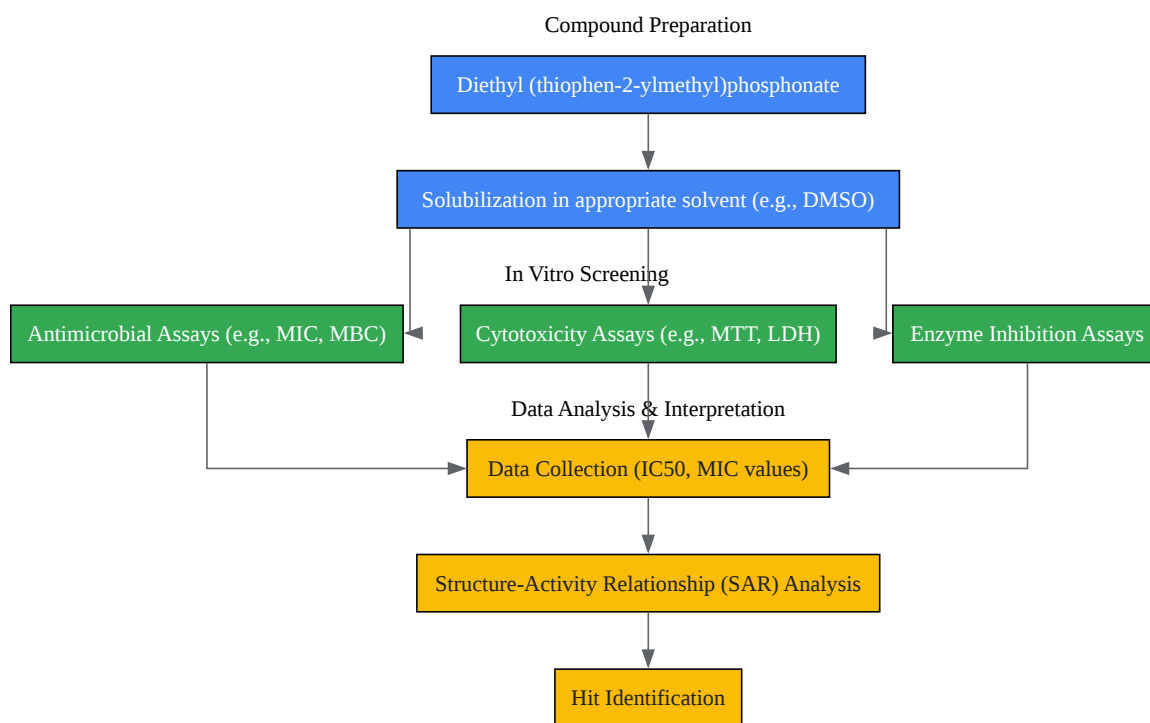 Compound Preparation
Diethyl (thiophen-2-ylmethyl)phosphonate
Solubilization in appropriate solvent (e.g., DMSO)
In Vitro Screening
Antimicrobial Assays (e.g., MIC, MBC)
Cytotoxicity Assays (e.g., MTT, LDH)
Enzyme Inhibition Assays
Data Analysis & Interpretation
Data Collection (IC50, MIC values)
Structure-Activity Relationship (SAR) Analysis
Hit Identification